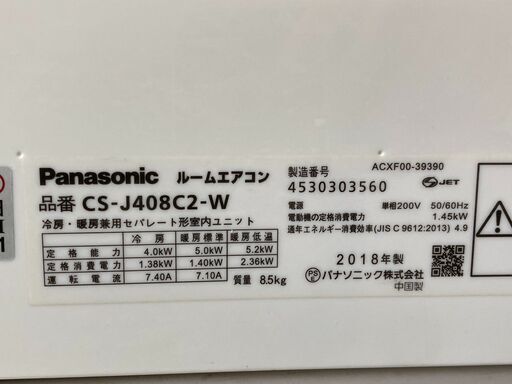 Panasonic ルームエアコン
品番 CS-J408C2-W
冷房・暖房兼用セパレート形室内ユニット
冷房 暖房標準 暖房低温
定格能力 4.0kW 5.0kW 5.2kW
定格消費電力 1.38kW 1.40kW 2.36kW
運転電流 7.40A 7.10A
質量 8.5kg
ACXF00-39390
製造番号
4530303560
JET
電源 単相200V 50/60Hz
電動機の定格消費電力 1.45kW
通年エネルギー消費効率(JIS C 9612:2013) 4.9
2018年製
PS E パナソニック株式会社
中国製